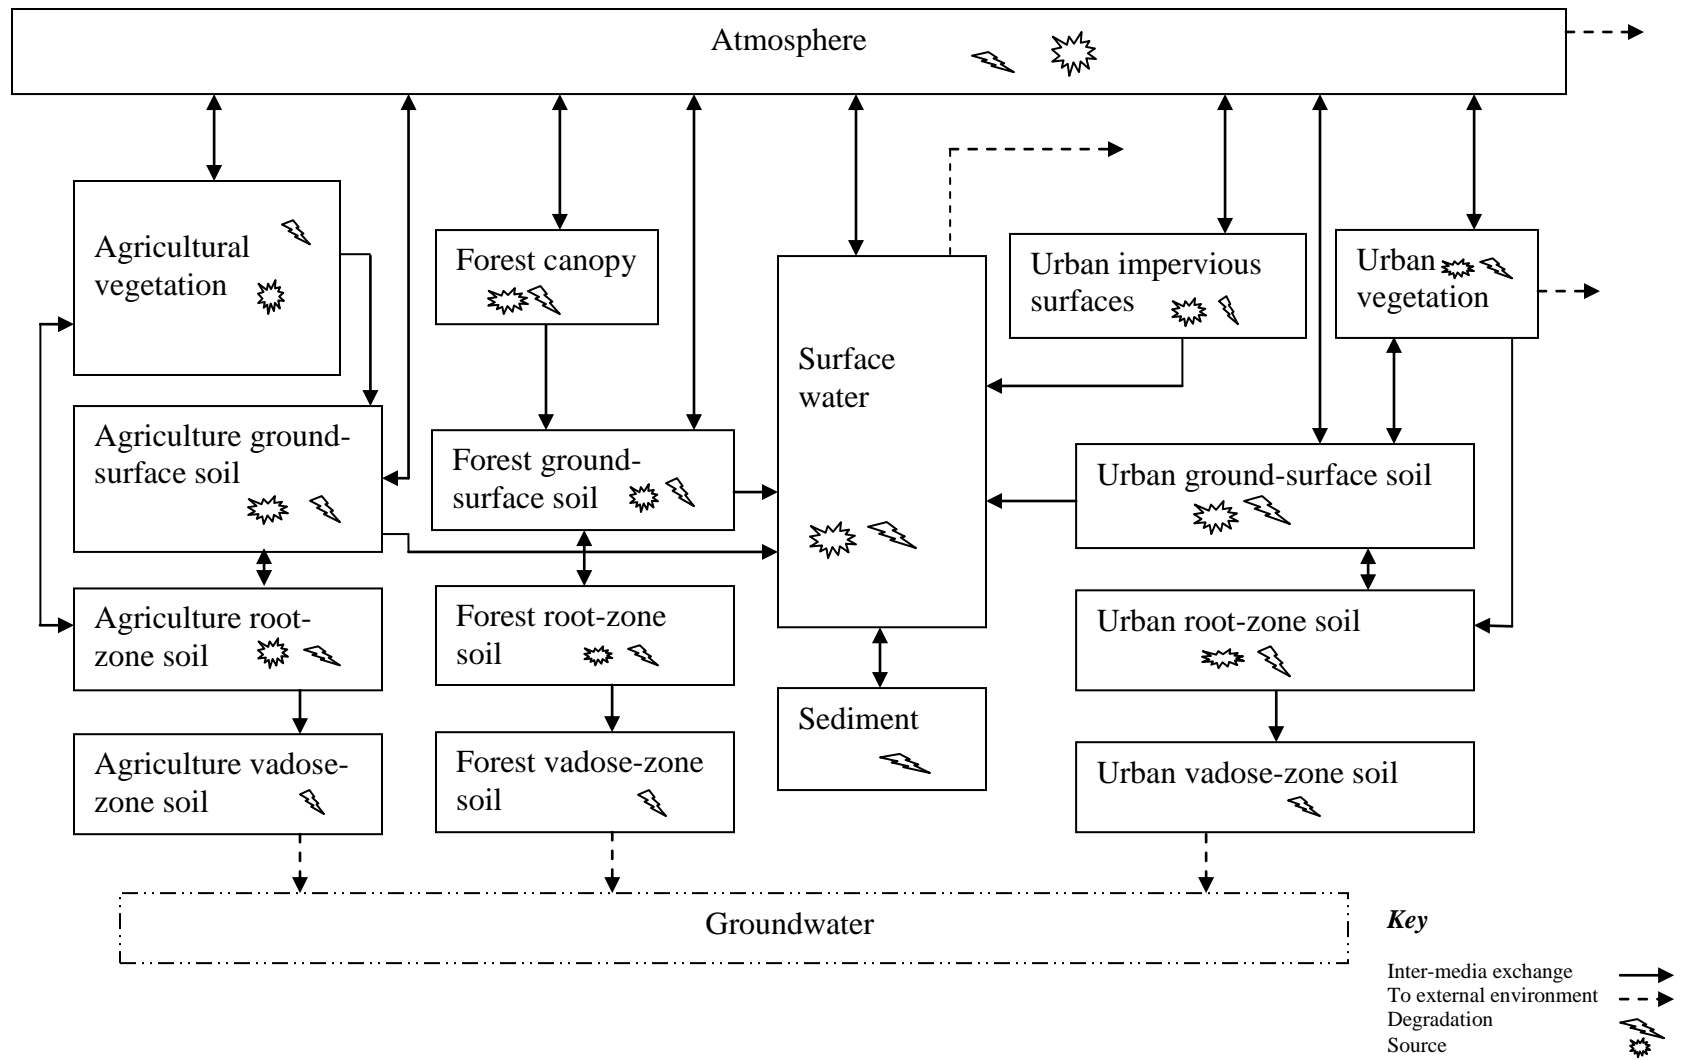 Atmosphere
Agricultural
vegetation
Forest canopy
Urban impervious
surfaces
Urban
vegetation
Surface
water
Agriculture ground-
surface soil
Forest ground-
surface soil
Urban ground-surface soil
Agriculture root-
zone soil
Forest root-zone
soil
Urban root-zone soil
Sediment
Agriculture vadose-
zone soil
Forest vadose-zone
soil
Urban vadose-zone soil
Groundwater
Key
Inter-media exchange
To external environment
Degradation
Source